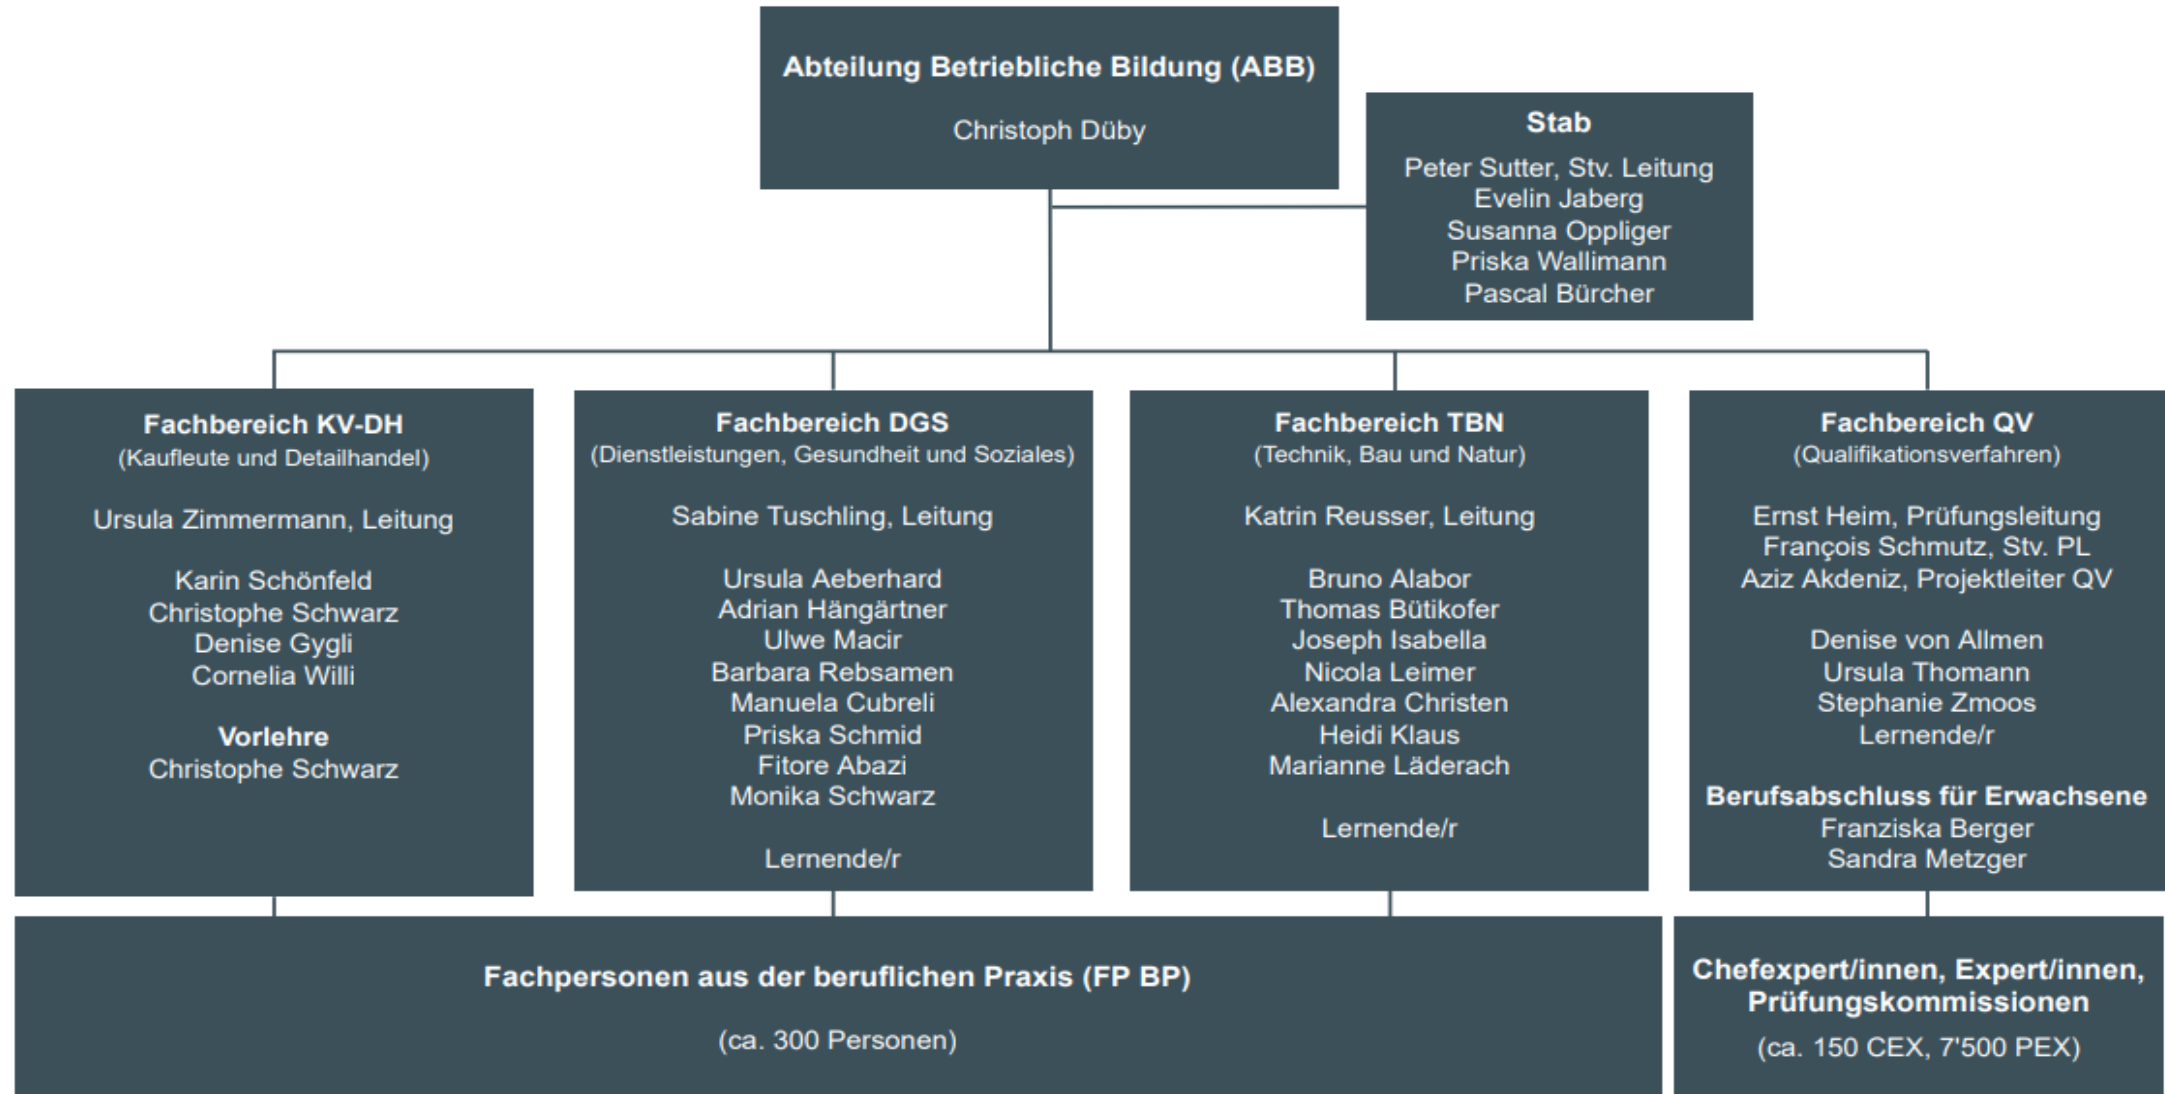 Abteilung Betriebliche Bildung (ABB)
Christoph Düby
Stab
Peter Sutter, Stv. Leitung
Evelin Jaberg
Susanna Oppliger
Priska Wallimann
Pascal Bürcher
Fachbereich KV-DH
(Kaufleute und Detailhandel)
Ursula Zimmermann, Leitung
Karin Schönfeld
Christophe Schwarz
Denise Gygli
Cornelia Willi
Vorlehre
Christophe Schwarz
Fachbereich DGS
(Dienstleistungen, Gesundheit und Soziales)
Sabine Tuschling, Leitung
Ursula Aeberhard
Adrian Hängärtner
Ulwe Macir
Barbara Rebsamen
Manuela Cubreli
Priska Schmid
Fitore Abazi
Monika Schwarz
Lernende/r
Fachbereich TBN
(Technik, Bau und Natur)
Katrin Reusser, Leitung
Bruno Alabor
Thomas Bütikofer
Joseph Isabella
Nicola Leimer
Alexandra Christen
Heidi Klaus
Marianne Läderach
Lernende/r
Fachbereich QV
(Qualifikationsverfahren)
Ernst Heim, Prüfungsleitung
François Schmutz, Stv. PL
Aziz Akdeniz, Projektleiter QV
Denise von Allmen
Ursula Thomann
Stephanie Zmoos
Lernende/r
Berufsabschluss für Erwachsene
Franziska Berger
Sandra Metzger
Fachpersonen aus der beruflichen Praxis (FP BP)
(ca. 300 Personen)
Chefexpert/innen, Expert/innen,
Prüfungskommissionen
(ca. 150 CEX, 7'500 PEX)